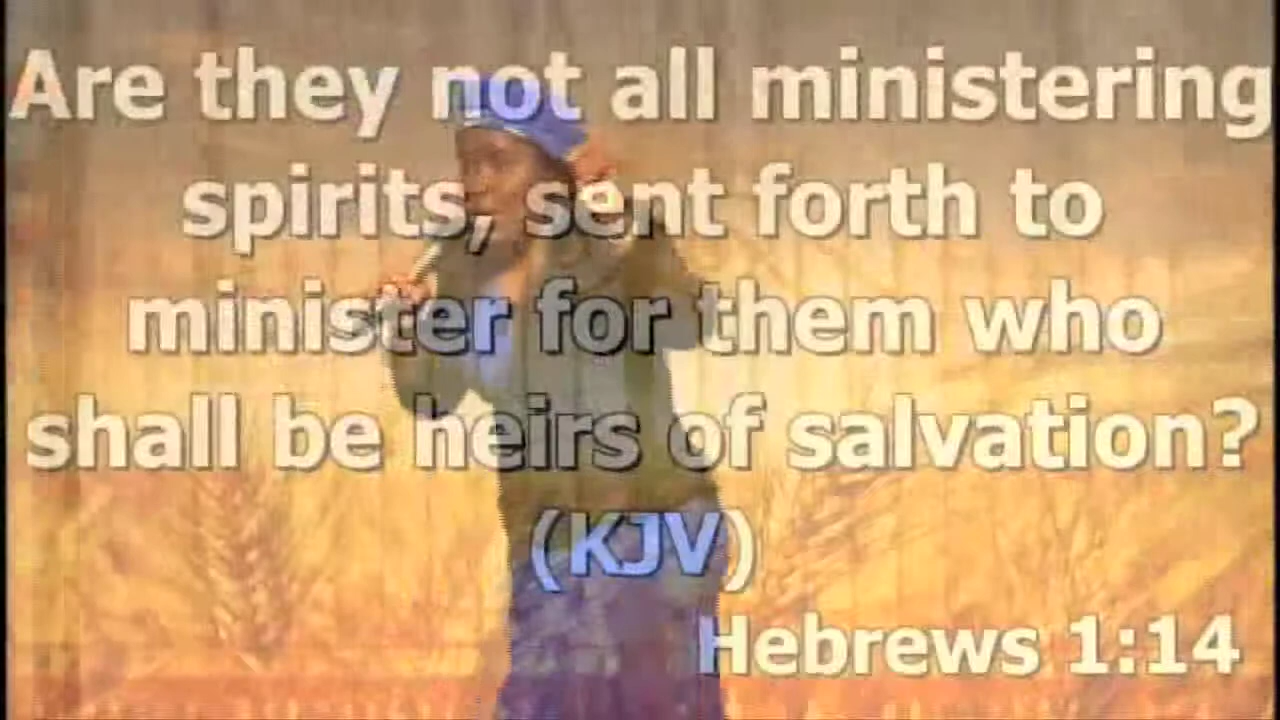 Are they not all ministering
spirits, sent forth to
minister for them who
shall be heirs of salvation?
(KJV)
Hebrews 1:14